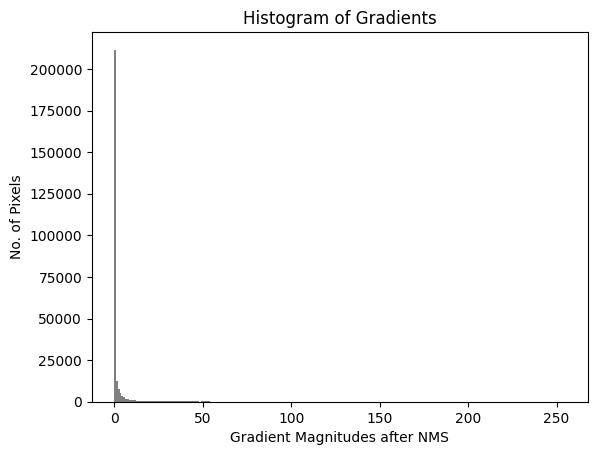 Histogram of Gradients
No. of Pixels
200000
175000
150000
125000
100000
75000
50000
25000
0
0 50 100 150 200 250
Gradient Magnitudes after NMS